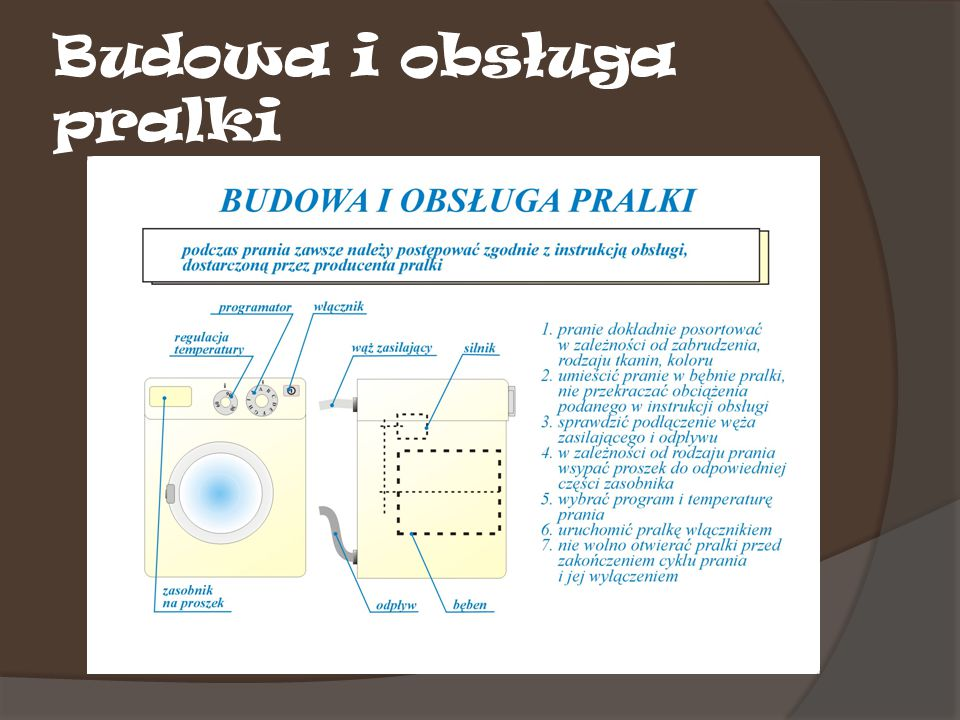 Budowa i obsługa
pralki
BUDOWA I OBSŁUGA PRALKI
podczas prania zawsze należy postępować zgodnie z instrukcją obsługi,
dostarczoną przez producenta pralki
programator
włącznik
regulacja
temperatury
wąż zasilający
silnik
zasobnik
na proszek
odpływ
bęben
1. pranie dokładnie posortować
w zależności od zabrudzenia,
rodzaju tkanin, koloru
2. umieścić pranie w bębnie pralki,
nie przekraczać obciążenia
podanego w instrukcji obsługi
3. sprawdzić podłączenie węża
zasilającego i odpływu
4. w zależności od rodzaju prania
wsypać proszek do odpowiedniej
części zasobnika
5. wybrać program i temperaturę
prania
6. uruchomić pralkę włącznikiem
7. nie wolno otwierać pralki przed
zakończeniem cyklu prania
i jej wyłączeniem